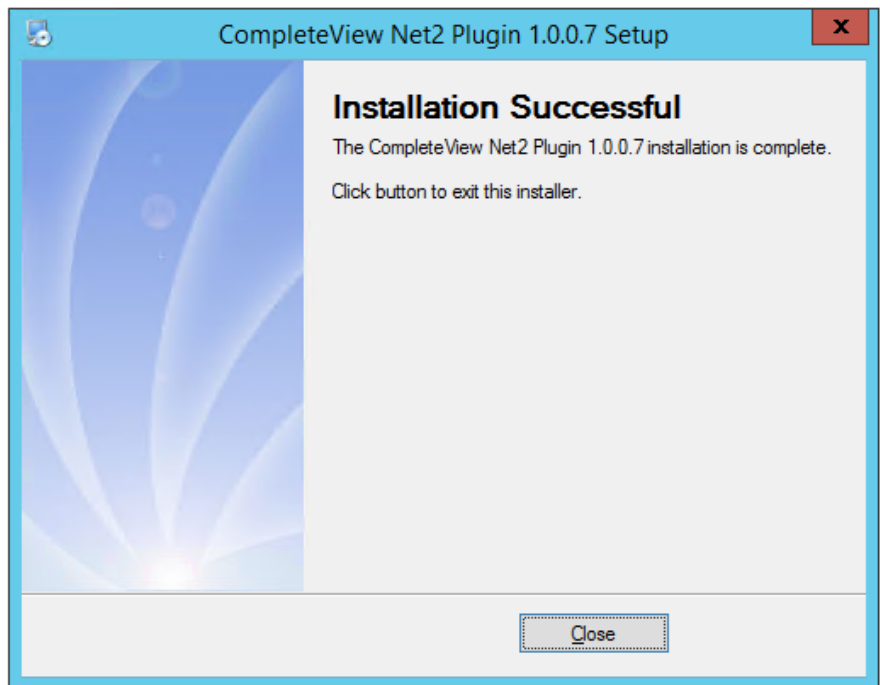 CompleteView Net2 Plugin 1.0.0.7 Setup
x
Installation Successful
The CompleteView Net2 Plugin 1.0.0.7 installation is complete.
Click button to exit this installer.
Close